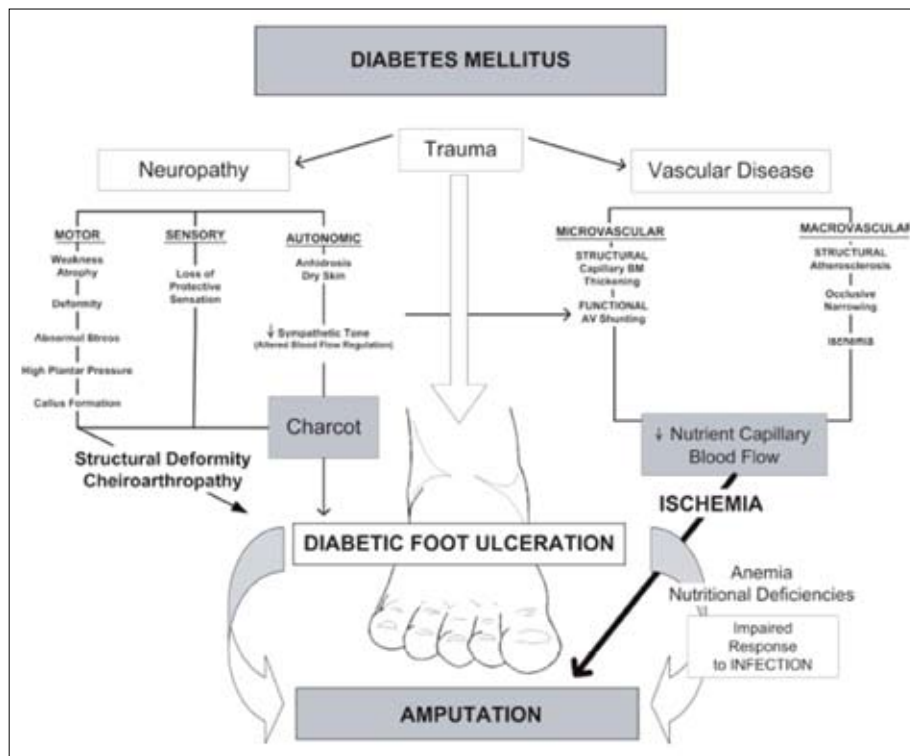 DIABETES MELLITUS
Trauma
Neuropathy
Vascular Disease
MOTOR
Weakness
Atrophy
Deformity
Abnormal Stress
High Plantar Pressure
Callus Formation
SENSORY
Loss of
Protective
Sensation
AUTONOMIC
Anhidrosis
Dry Skin
↓ Sympathetic Tone
(Altered Blood Flow Regulation)
MICROVASCULAR
STRUCTURAL
Capillary BM
Thickening
FUNCTIONAL
AV Shunting
MACROVASCULAR
STRUCTURAL
Atherosclerosis
Occlusive
Narrowing
Ischemia
Charcot
↓ Nutrient Capillary
Blood Flow
Structural Deformity
Cheiroarthropathy
ISCHEMIA
DIABETIC FOOT ULCERATION
Anemia
Nutritional Deficiencies
Impaired
Response
to INFECTION
AMPUTATION